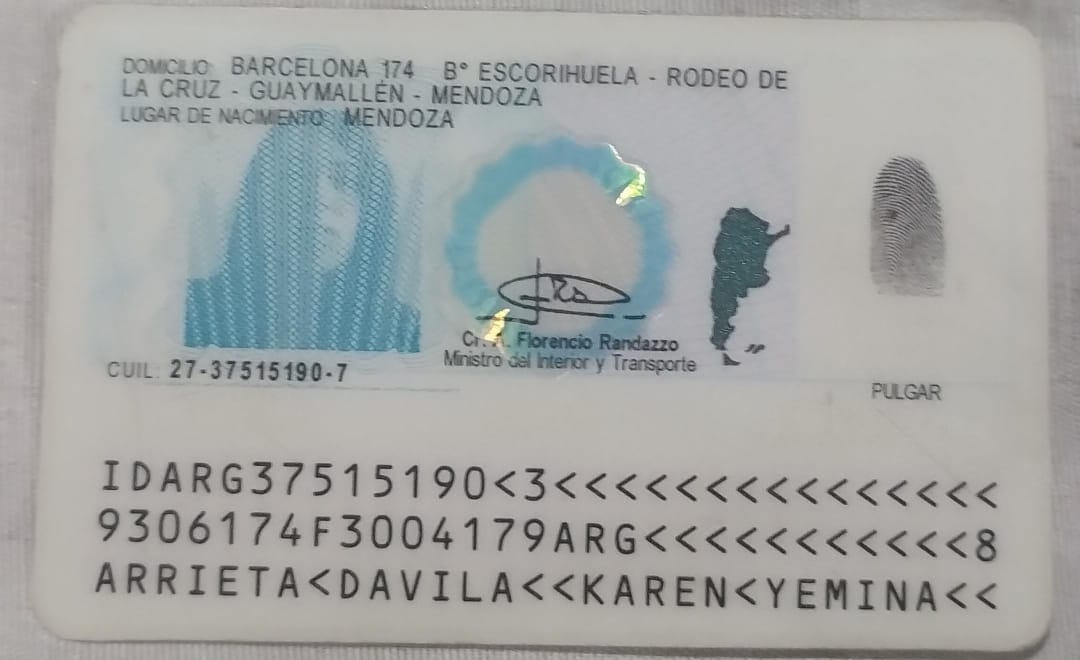 DOMICILIO: BARCELONA 174 B° ESCORIHUELA - RODEO DE
LA CRUZ - GUAYMALLÉN - MENDOZA
LUGAR DE NACIMIENTO: MENDOZA
Cr. A. Florencio Randazzo
Ministro del Interior y Transporte
CUIL: 27-37515190-7
PULGAR
IDARG37515190<3<<<<<<<<<<<<<<<
9306174F3004179ARG<<<<<<<<<<<8
ARRIETA<DAVILA<<KAREN<YEMINA<<